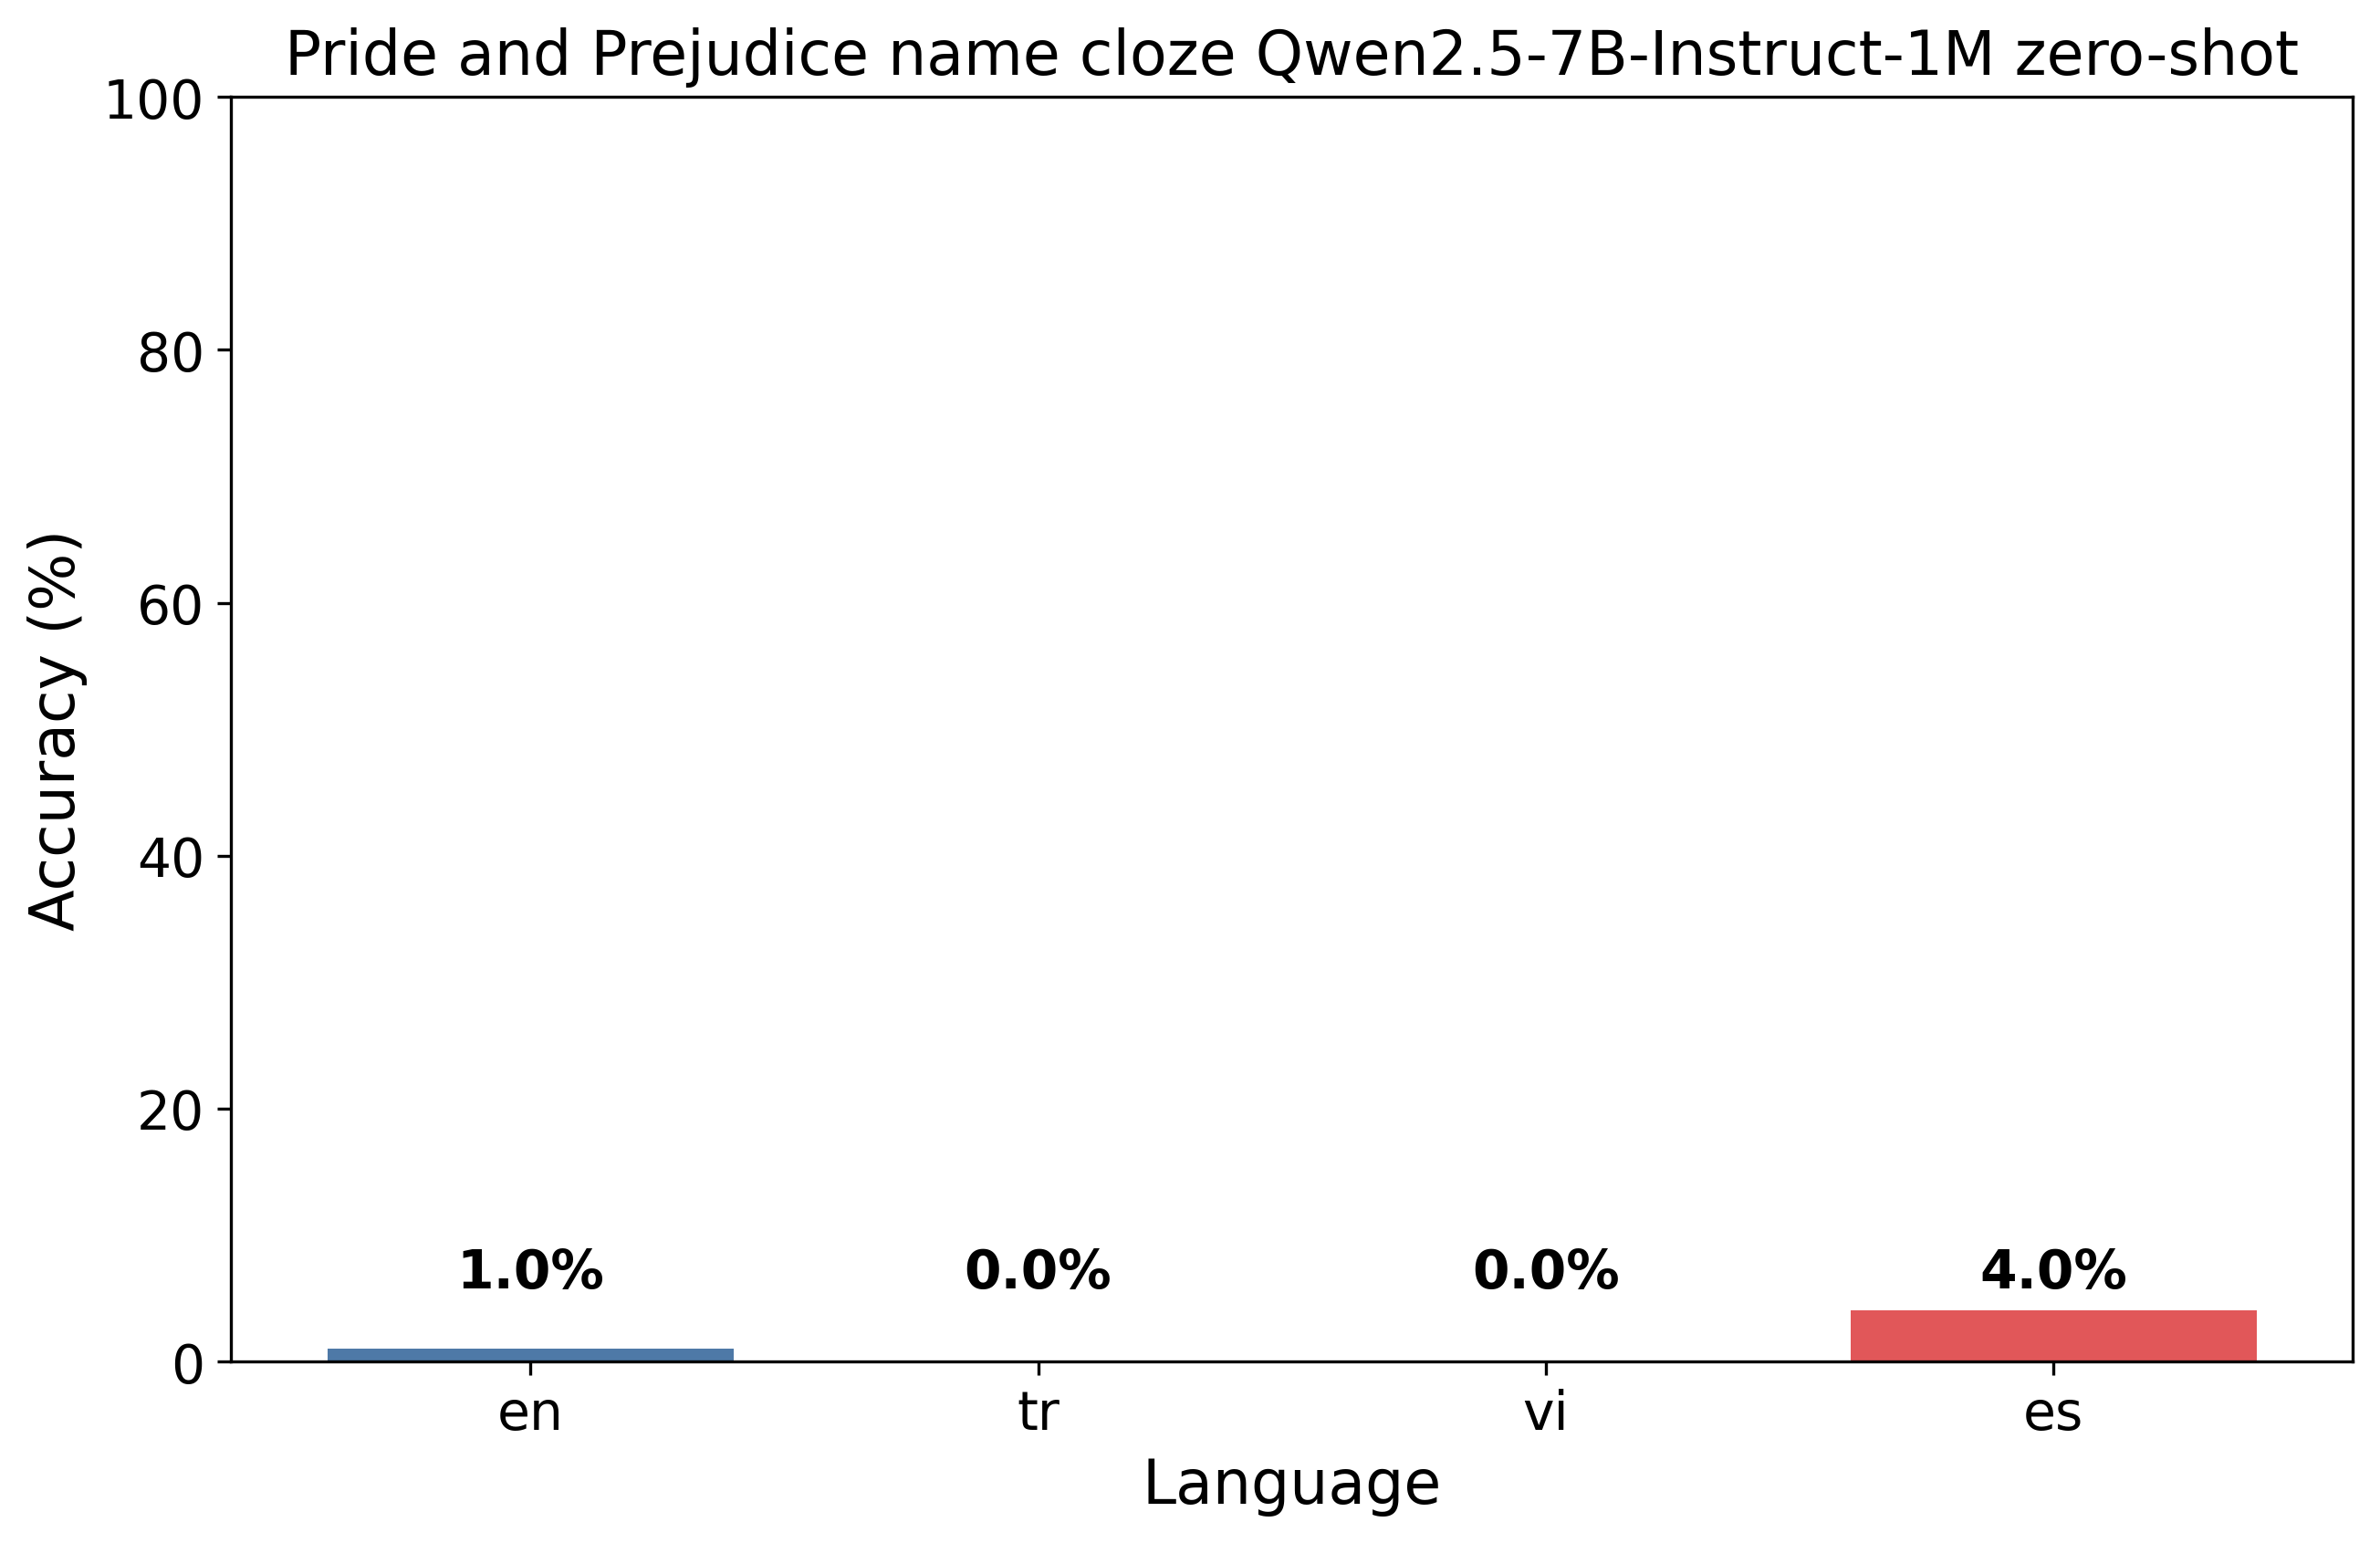 Pride and Prejudice name cloze Qwen2.5-7B-Instruct-1M zero-shot
Accuracy (%)
100
80
60
40
20
0
1.0%
0.0%
0.0%
4.0%
en
tr
vi
es
Language